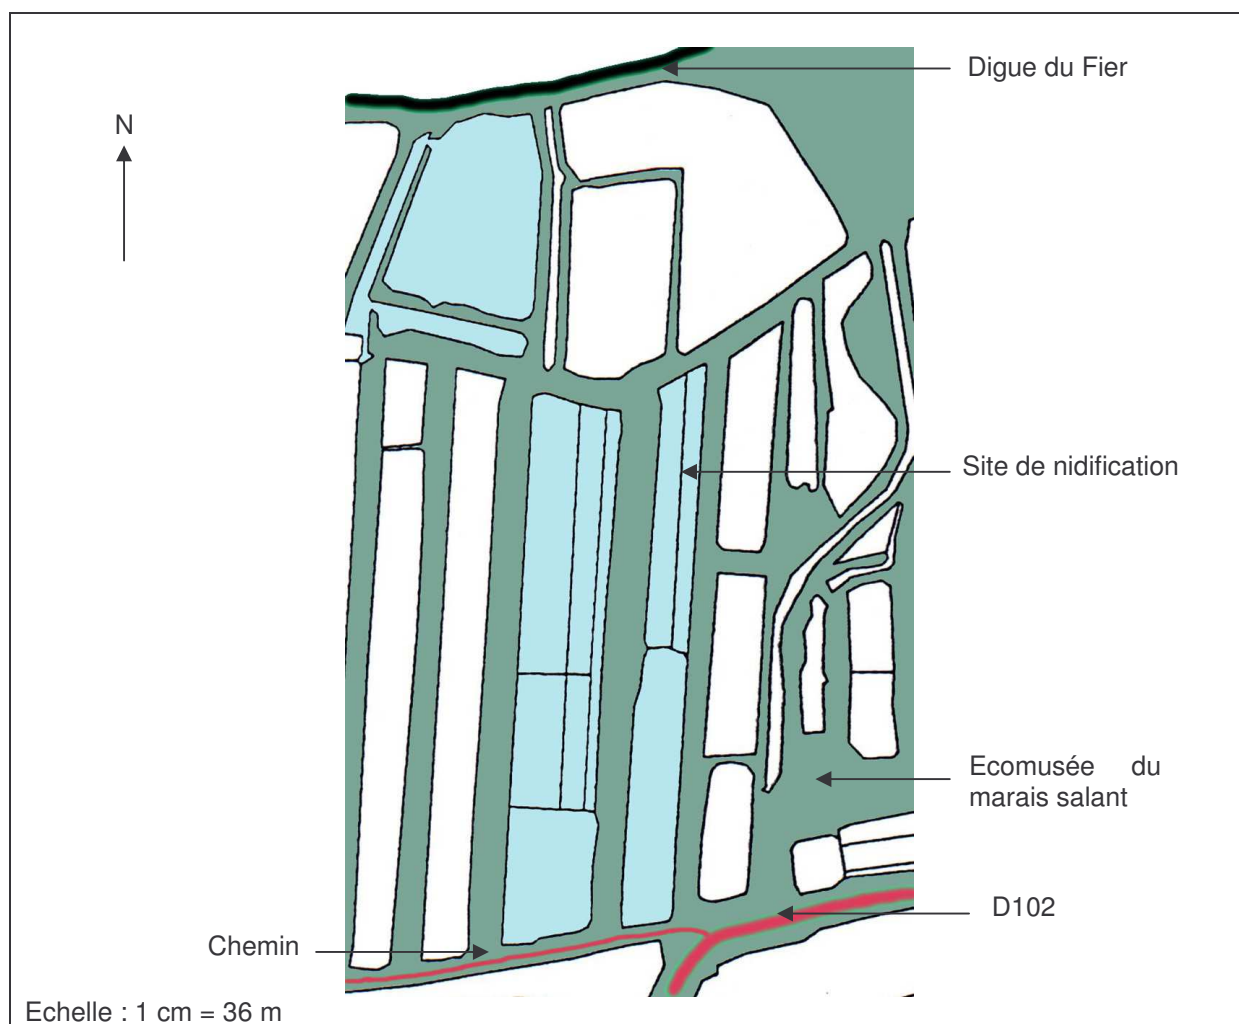 Digue du Fier
N
Site de nidification
Ecomusée du
marais salant
D102
Chemin
Echelle : 1 cm = 36 m